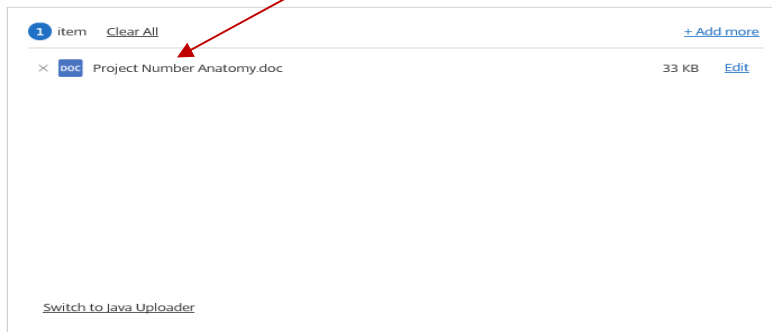 1 item Clear All + Add more
× DOC Project Number Anatomy.doc 33 KB Edit
Switch to Java Uploader